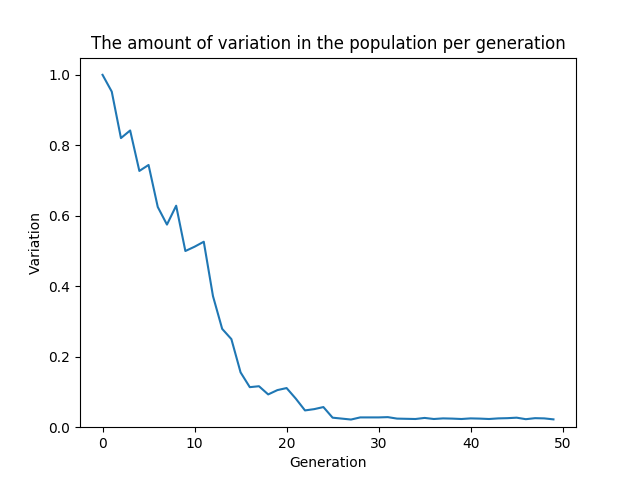 The amount of variation in the population per generation
1.0
0.8
0.6
0.4
0.2
0.0
Variation
0 10 20 30 40 50
Generation